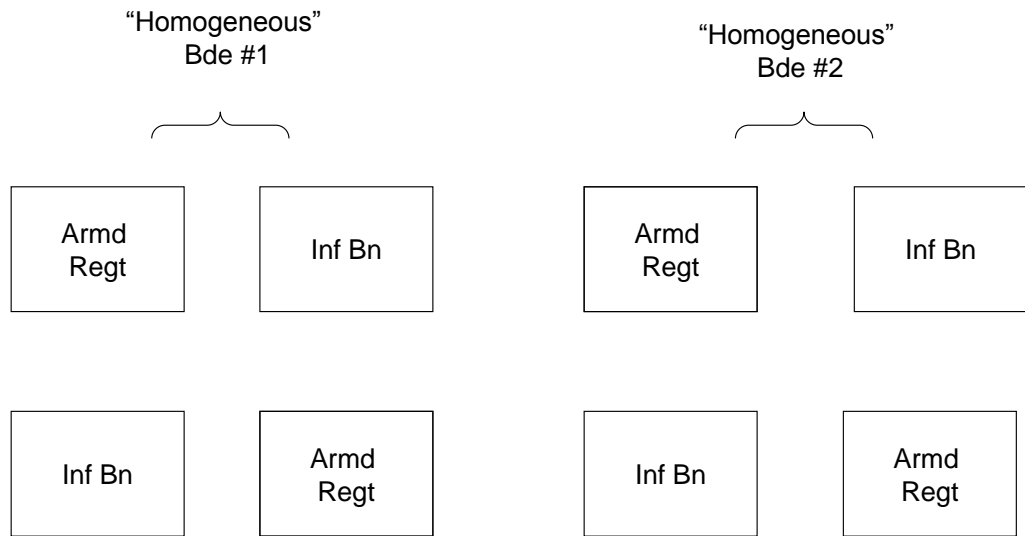 “Homogeneous”
Bde #1
“Homogeneous”
Bde #2
Armd
Regt
Inf Bn
Armd
Regt
Inf Bn
Inf Bn
Armd
Regt
Inf Bn
Armd
Regt